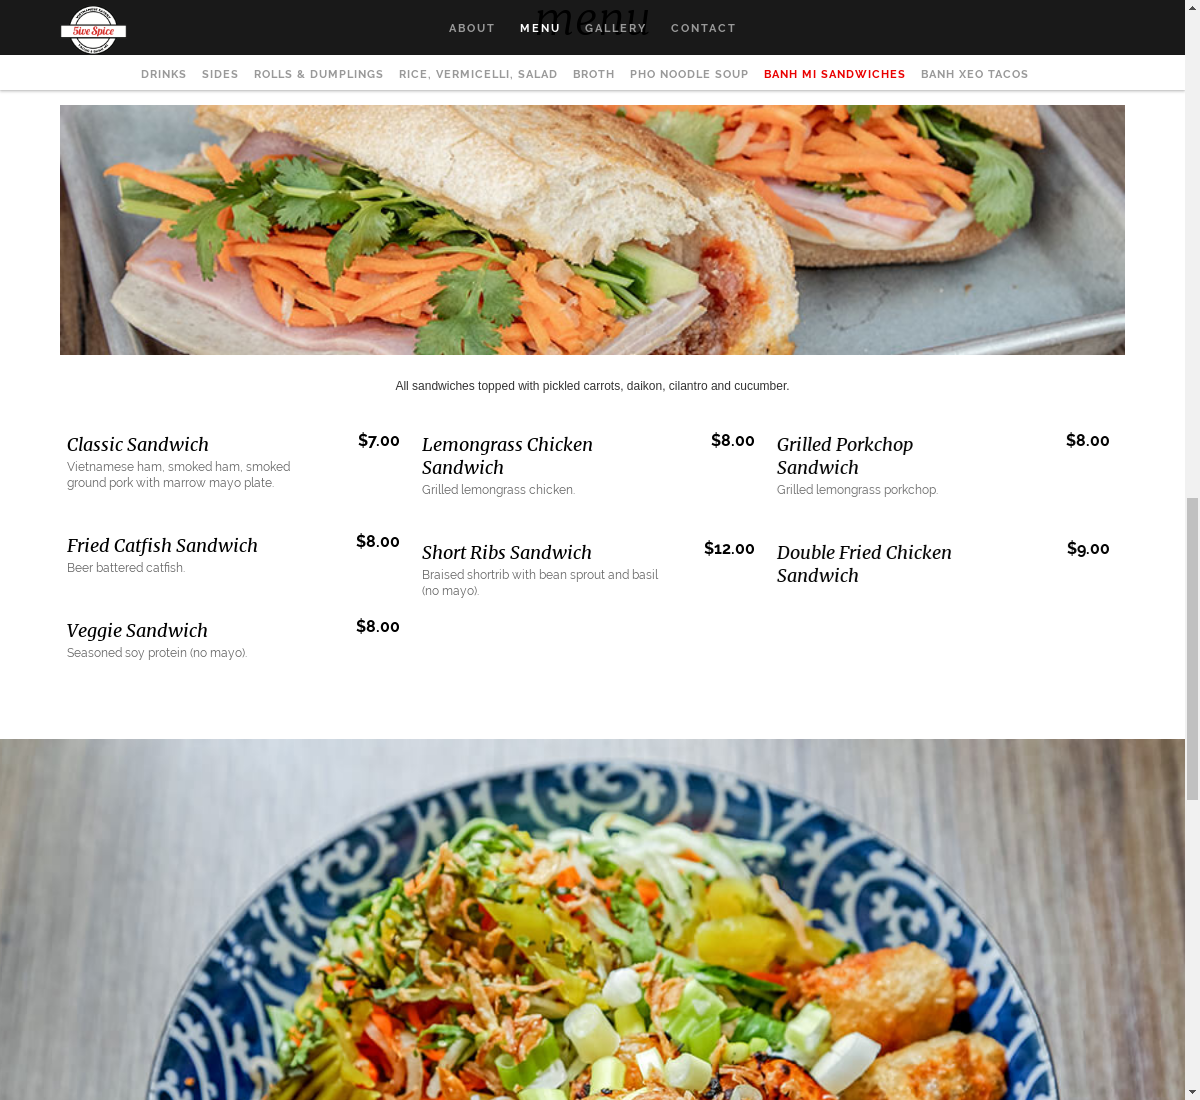 5ive Spice
menu
ABOUT MENU GALLERY CONTACT
DRINKS SIDES ROLLS & DUMPLINGS RICE, VERMICELLI, SALAD BROTH PHO NOODLE SOUP BANH MI SANDWICHES BANH XEO TACOS
All sandwiches topped with pickled carrots, daikon, cilantro and cucumber.
Classic Sandwich $7.00
Vietnamese ham, smoked ham, smoked
ground pork with marrow mayo plate.
Fried Catfish Sandwich $8.00
Beer battered catfish.
Veggie Sandwich $8.00
Seasoned soy protein (no mayo).
Lemongrass Chicken $8.00
Sandwich
Grilled lemongrass chicken.
Short Ribs Sandwich $12.00
Braised shortrib with bean sprout and basil
(no mayo).
Grilled Porkchop $8.00
Sandwich
Grilled lemongrass porkchop.
Double Fried Chicken $9.00
Sandwich